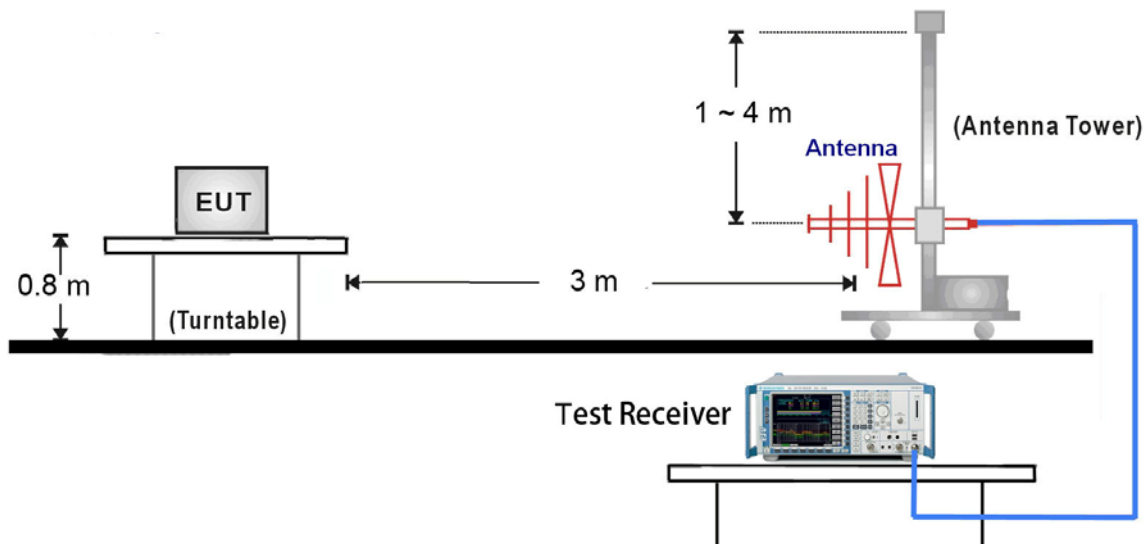 1 ~ 4 m
(Antenna Tower)
Antenna
EUT
0.8 m
3 m
(Turntable)
Test Receiver